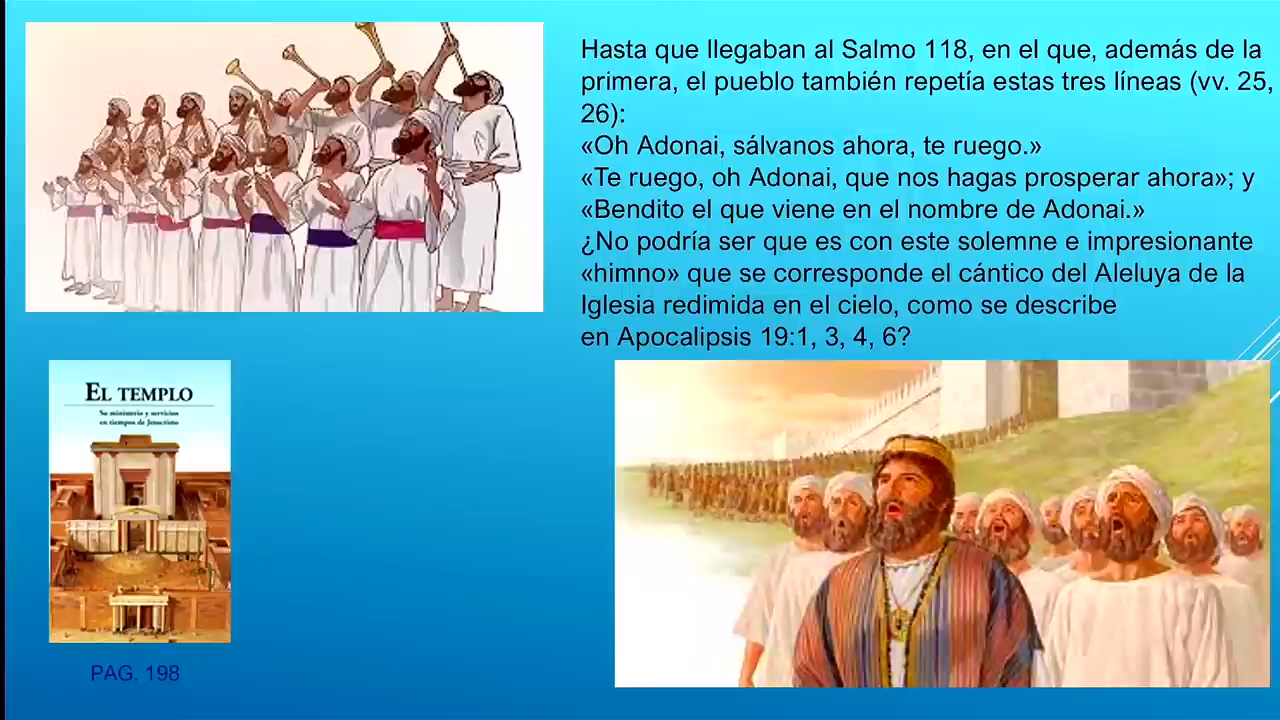 Hasta que llegaban al Salmo 118, en el que, además de la
primera, el pueblo también repetía estas tres líneas (vv. 25,
26):
«Oh Adonai, sálvanos ahora, te ruego.»
«Te ruego, oh Adonai, que nos hagas prosperar ahora»; y
«Bendito el que viene en el nombre de Adonai.»
¿No podría ser que es con este solemne e impresionante
«himno» que se corresponde el cántico del Aleluya de la
Iglesia redimida en el cielo, como se describe
en Apocalipsis 19:1, 3, 4, 6?
EL TEMPLO
Su ministerio y servicios
en tiempos de Jesucristo
PAG. 198